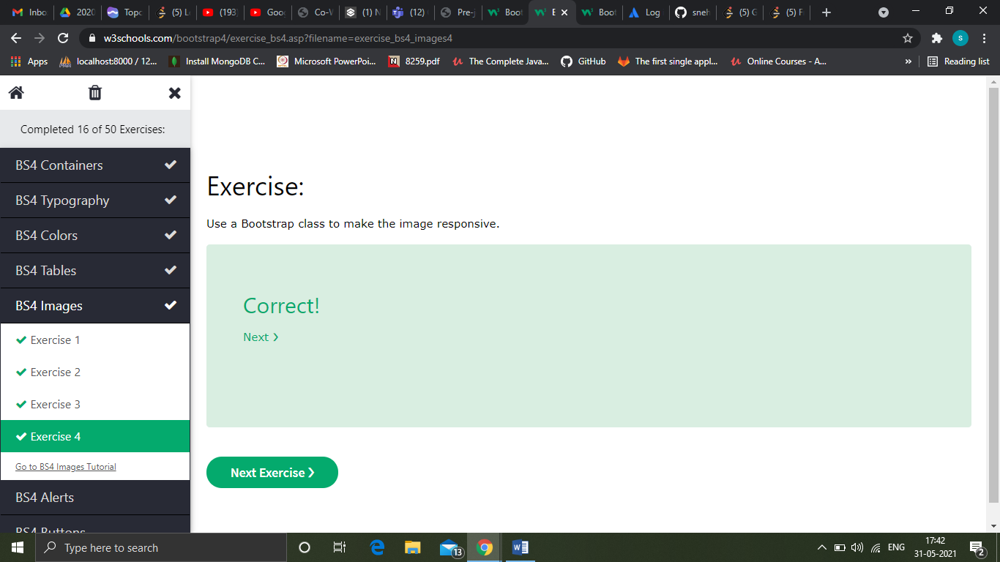 Inbo
2020
Topc
(5) L
(193)
Goo
Co-V
(1) N
(12)
Pre-j
Boot
E
Boot
Log
sneh
(5) G
(5) F
w3schools.com/bootstrap4/exercise_bs4.asp?filename=exercise_bs4_images4
s
Apps
localhost:8000 / 12...
Install MongoDB C...
Microsoft PowerPoi...
8259.pdf
The Complete Java...
GitHub
The first single appl...
Online Courses - A...
»
Reading list
Completed 16 of 50 Exercises:
BS4 Containers
BS4 Typography
BS4 Colors
BS4 Tables
BS4 Images
Exercise 1
Exercise 2
Exercise 3
Exercise 4
Go to BS4 Images Tutorial
BS4 Alerts
BS4 Buttons
Exercise:
Use a Bootstrap class to make the image responsive.
Correct!
Next ❯
Next Exercise ❯
Type here to search
13
ENG
17:42
31-05-2021
2